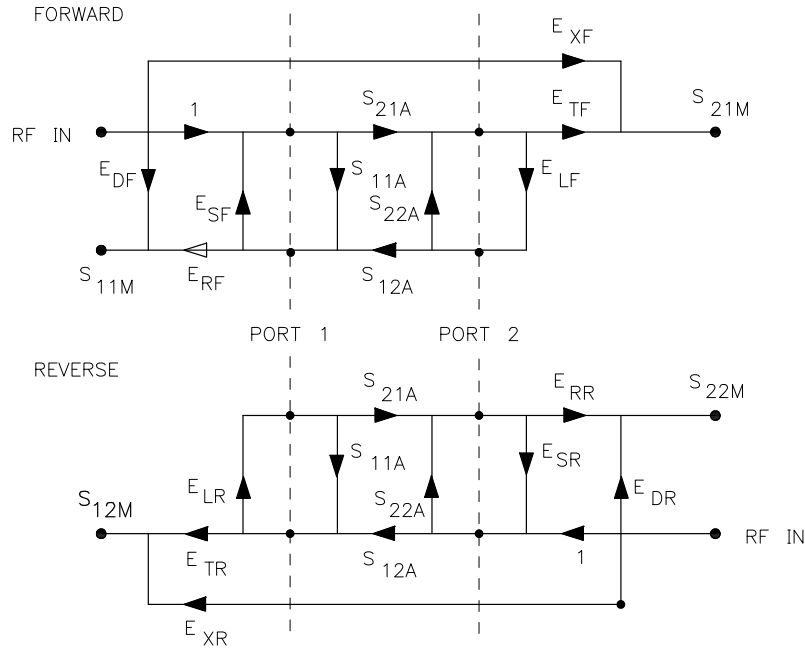 FORWARD
E XF
1
S 21A
E TF
S 21M
RF IN
E DF
E SF
S 11A
S 22A
E LF
S 11M
E RF
S 12A
PORT 1
PORT 2
REVERSE
S 21A
E RR
S 22M
S 11A
E SR
E LR
S 22A
E DR
S 12M
E TR
S 12A
1
RF IN
E XR